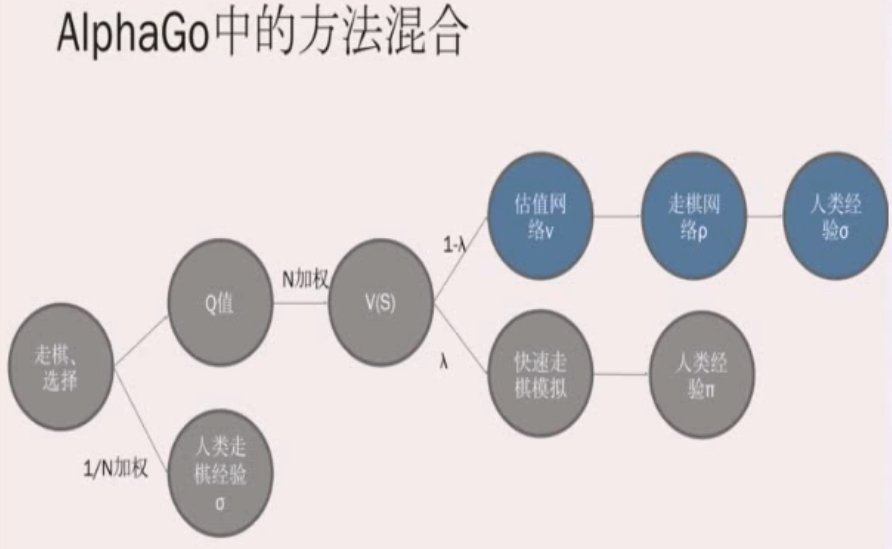 AlphaGo中的方法混合
估值网
络v
走棋网
络ρ
人类经
验σ
1-λ
N加权
Q值
V(S)
走棋、
选择
λ
快速走
棋模拟
人类经
验π
1/N加权
人类走
棋经验
σ